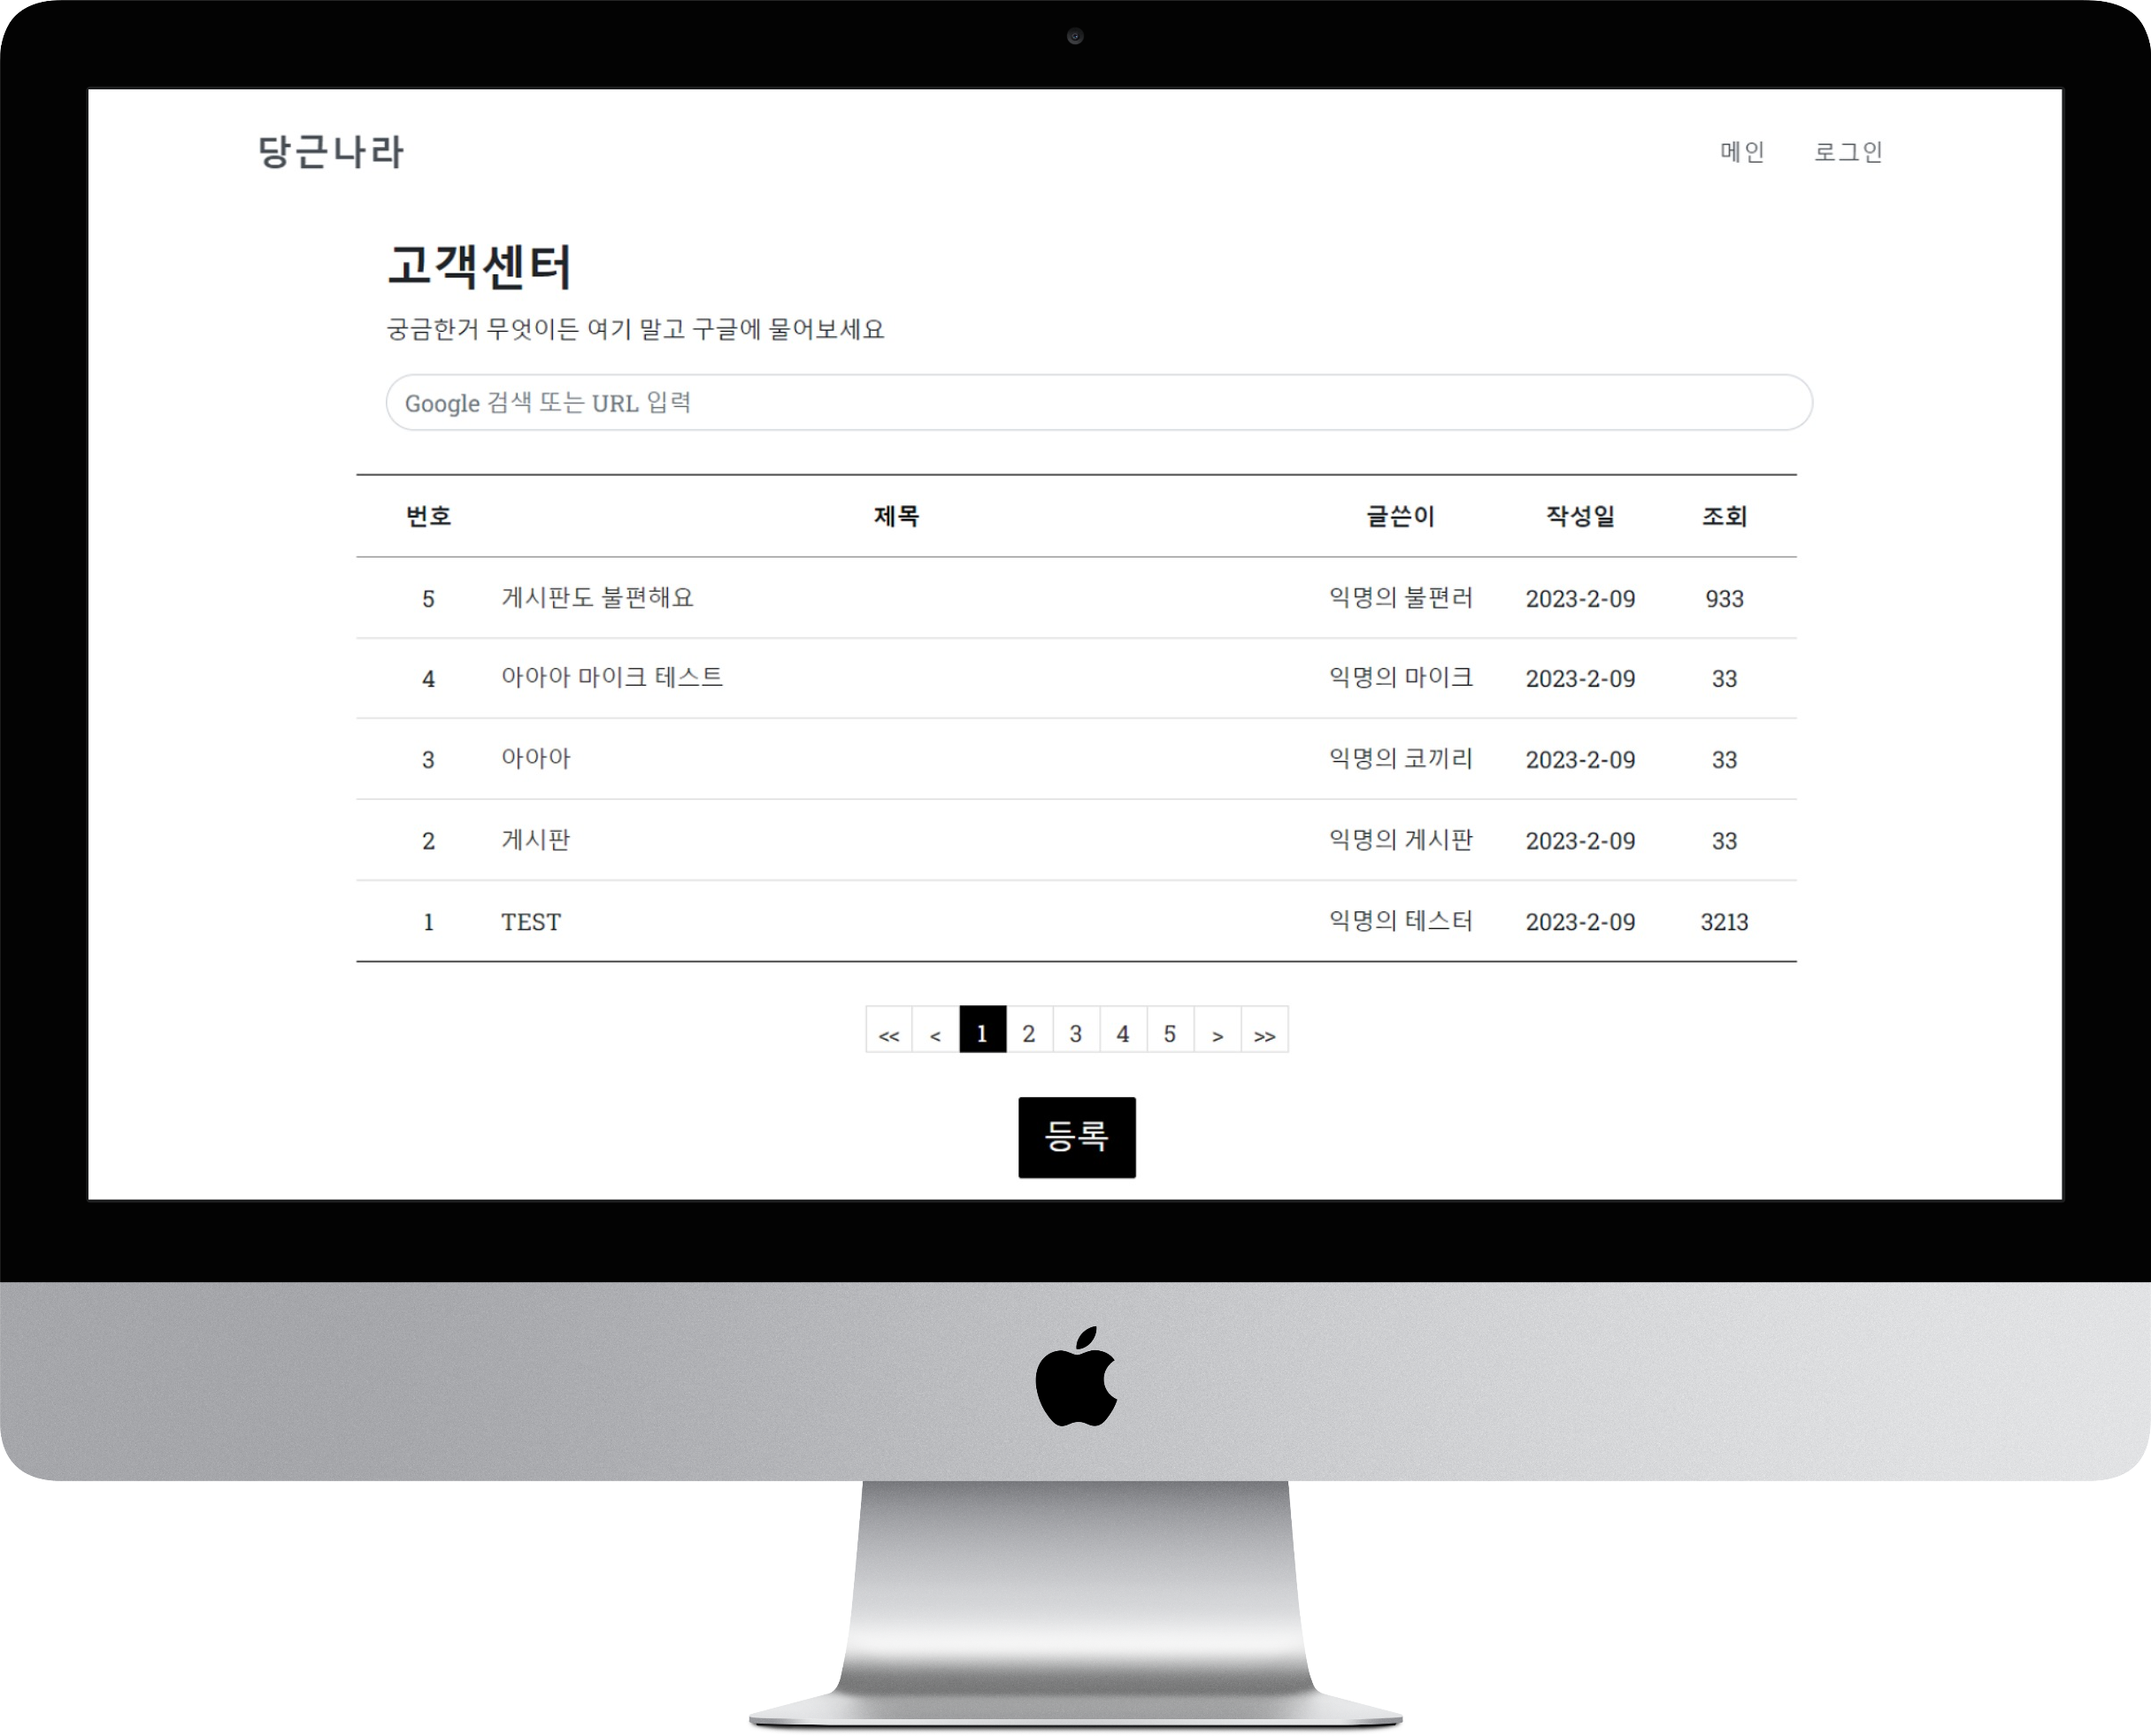 당근나라 메인 로그인
고객센터
궁금한거 무엇이든 여기 말고 구글에 물어보세요
Google 검색 또는 URL 입력
번호 제목 글쓴이 작성일 조회
5 게시판도 불편해요 익명의 불편러 2023-2-09 933
4 아아아 마이크 테스트 익명의 마이크 2023-2-09 33
3 아아아 익명의 코끼리 2023-2-09 33
2 게시판 익명의 게시판 2023-2-09 33
1 TEST 익명의 테스터 2023-2-09 3213
<< < 1 2 3 4 5 > >>
등록